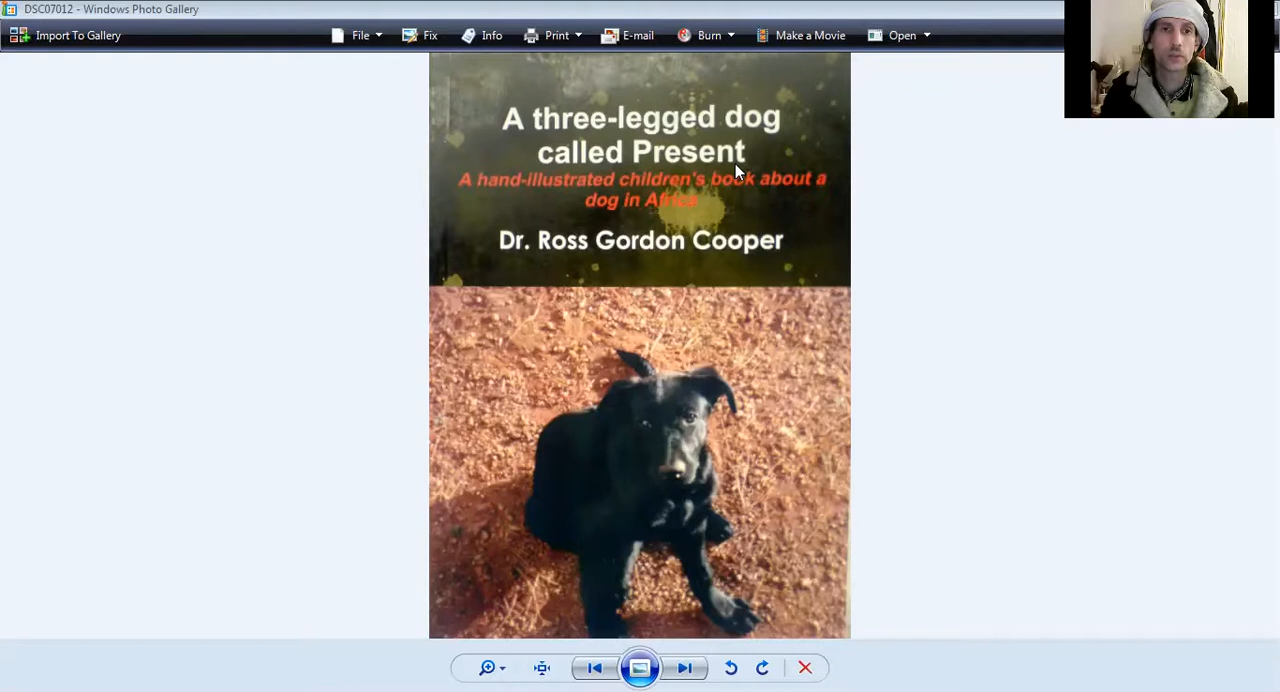 DSC07012 - Windows Photo Gallery
Import To Gallery File Fix Info Print E-mail Burn Make a Movie Open
A three-legged dog
called Present
A hand-illustrated children's book about a
dog in Africa
Dr. Ross Gordon Cooper